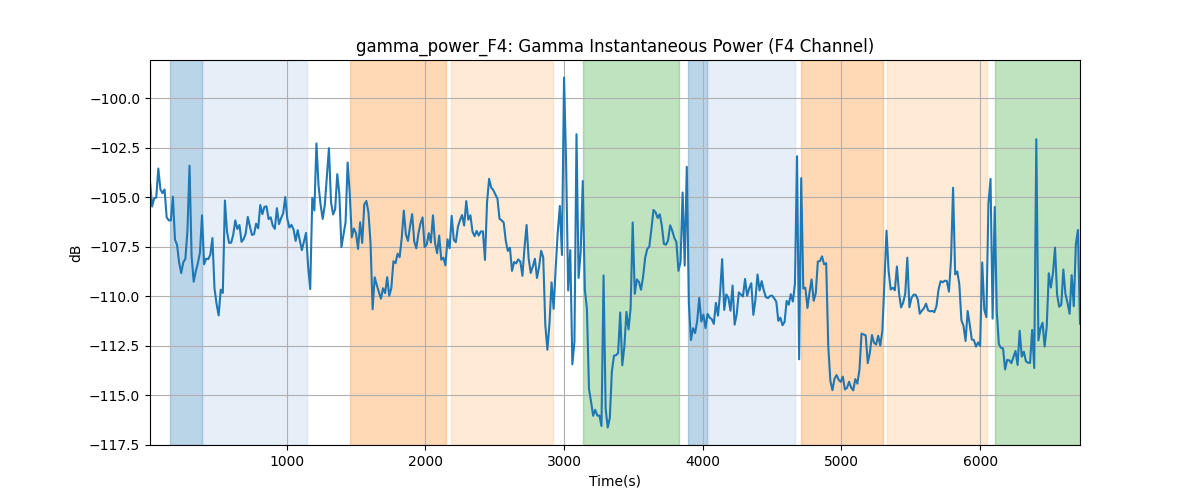 gamma_power_F4: Gamma Instantaneous Power (F4 Channel)
−100.0
−102.5
−105.0
−107.5
−110.0
−112.5
−115.0
−117.5
dB
1000 2000 3000 4000 5000 6000
Time(s)